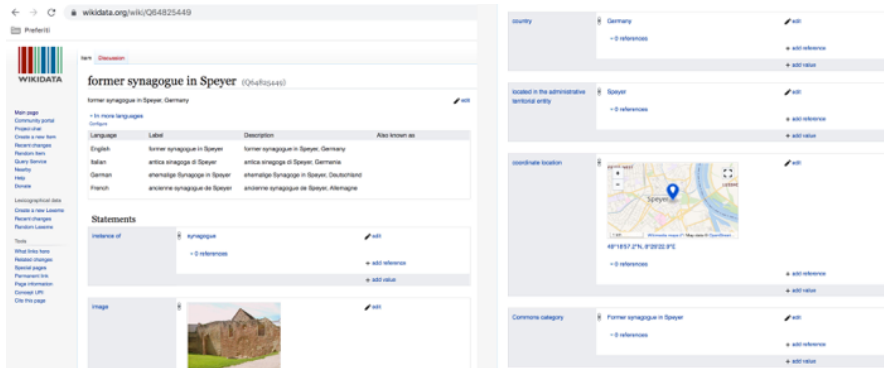 wikidata.org/wiki/Q64825449
Preferiti
WIKIDATA
Main page
Community portal
Project chat
Create a new Item
Recent changes
Random Item
Query Service
Nearby
Help
Donate
Lexicographical data
Create a new Lexeme
Recent changes
Random Lexeme
Tools
What links here
Related changes
Special pages
Permanent link
Page information
Concept URI
Cite this page
Item Discussion
former synagogue in Speyer (Q64825449)
former synagogue in Speyer, Germany
edit
In more languages
Configure
Language Label Description Also known as
English former synagogue in Speyer former synagogue in Speyer, Germany
Italian antica sinagoga di Speyer antica sinagoga di Speyer, Germania
German ehemalige Synagoge in Speyer ehemalige Synagoge in Speyer, Deutschland
French ancienne synagogue de Speyer ancienne synagogue de Speyer, Allemagne
Statements
instance of synagogue edit
0 references
+ add reference
+ add value
image edit
country Germany edit
0 references
+ add reference
+ add value
located in the administrative territorial entity Speyer edit
0 references
+ add reference
+ add value
coordinate location edit
Speyer
49°18'57.2"N, 8°26'22.9"E
0 references
+ add reference
+ add value
Commons category Former synagogue in Speyer edit
0 references
+ add reference
+ add value